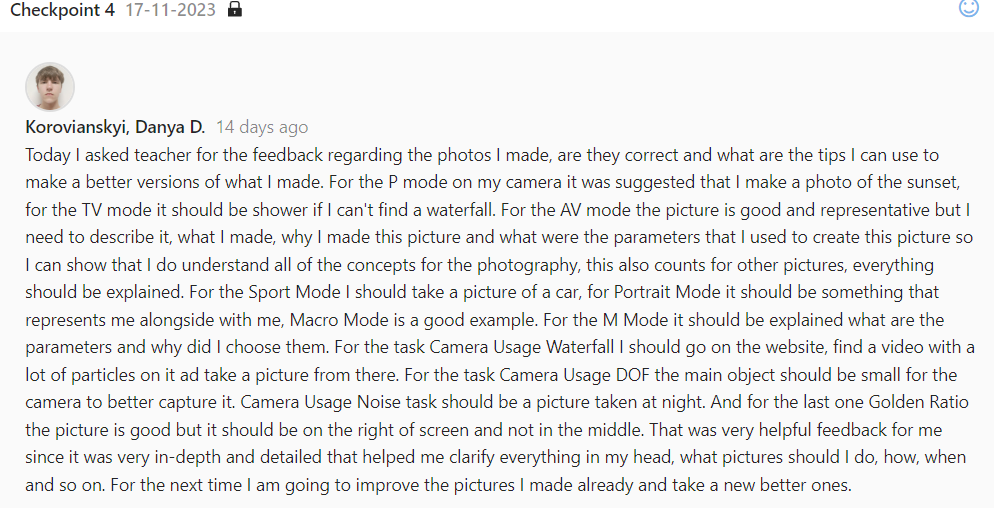 Checkpoint 4 17-11-2023
Korovianskyi, Danya D. 14 days ago
Today I asked teacher for the feedback regarding the photos I made, are they correct and what are the tips I can use to
make a better versions of what I made. For the P mode on my camera it was suggested that I make a photo of the sunset,
for the TV mode it should be shower if I can't find a waterfall. For the AV mode the picture is good and representative but I
need to describe it, what I made, why I made this picture and what were the parameters that I used to create this picture so
I can show that I do understand all of the concepts for the photography, this also counts for other pictures, everything
should be explained. For the Sport Mode I should take a picture of a car, for Portrait Mode it should be something that
represents me alongside with me, Macro Mode is a good example. For the M Mode it should be explained what are the
parameters and why did I choose them. For the task Camera Usage Waterfall I should go on the website, find a video with a
lot of particles on it ad take a picture from there. For the task Camera Usage DOF the main object should be small for the
camera to better capture it. Camera Usage Noise task should be a picture taken at night. And for the last one Golden Ratio
the picture is good but it should be on the right of screen and not in the middle. That was very helpful feedback for me
since it was very in-depth and detailed that helped me clarify everything in my head, what pictures should I do, how, when
and so on. For the next time I am going to improve the pictures I made already and take a new better ones.